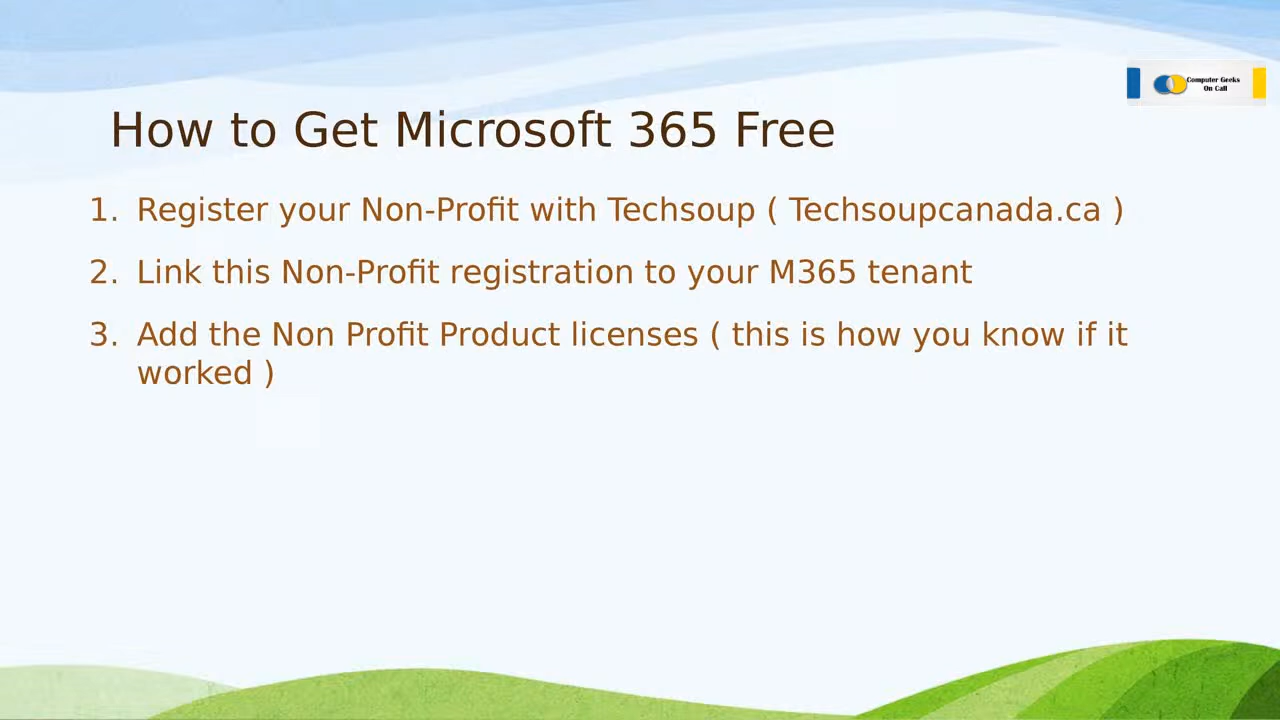 Computer Geeks
On Call
How to Get Microsoft 365 Free
1. Register your Non-Profit with Techsoup ( Techsoupcanada.ca )
2. Link this Non-Profit registration to your M365 tenant
3. Add the Non Profit Product licenses ( this is how you know if it
worked )